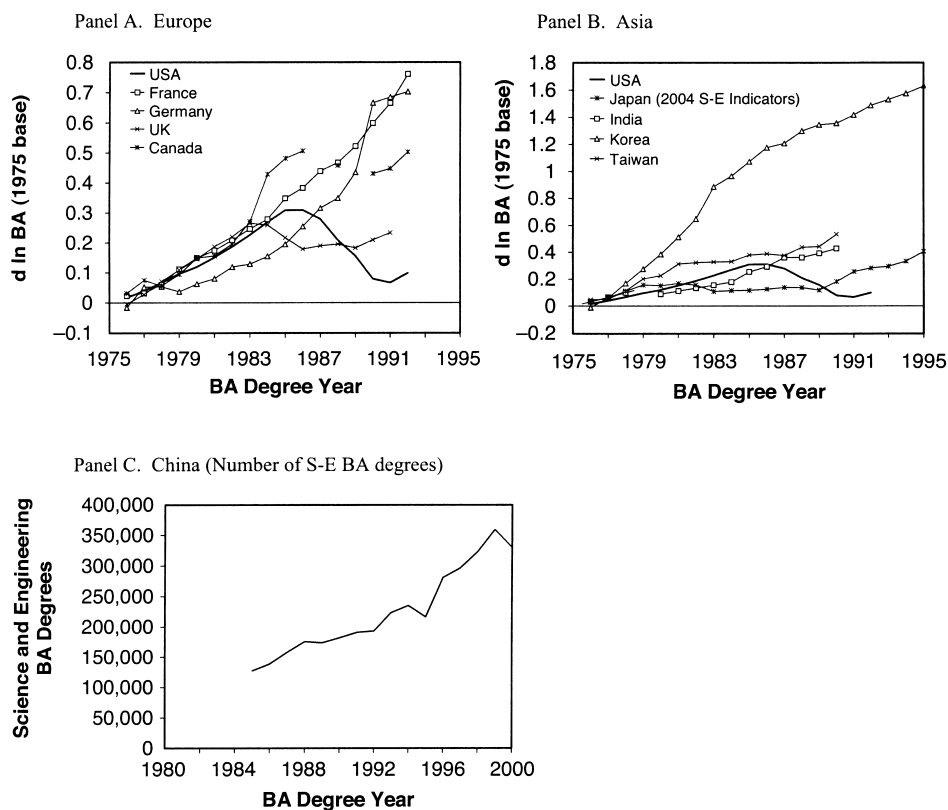 Panel A. Europe
d ln BA (1975 base)
0.8
0.7
0.6
0.5
0.4
0.3
0.2
0.1
0
–0.1
USA
France
Germany
UK
Canada
1975 1979 1983 1987 1991 1995
BA Degree Year
Panel B. Asia
d ln BA (1975 base)
1.8
1.6
1.4
1.2
1
0.8
0.6
0.4
0.2
0
–0.2
USA
Japan (2004 S-E Indicators)
India
Korea
Taiwan
1975 1979 1983 1987 1991 1995
BA Degree Year
Panel C. China (Number of S-E BA degrees)
Science and Engineering
BA Degrees
400,000
350,000
300,000
250,000
200,000
150,000
100,000
50,000
0
1980 1984 1988 1992 1996 2000
BA Degree Year